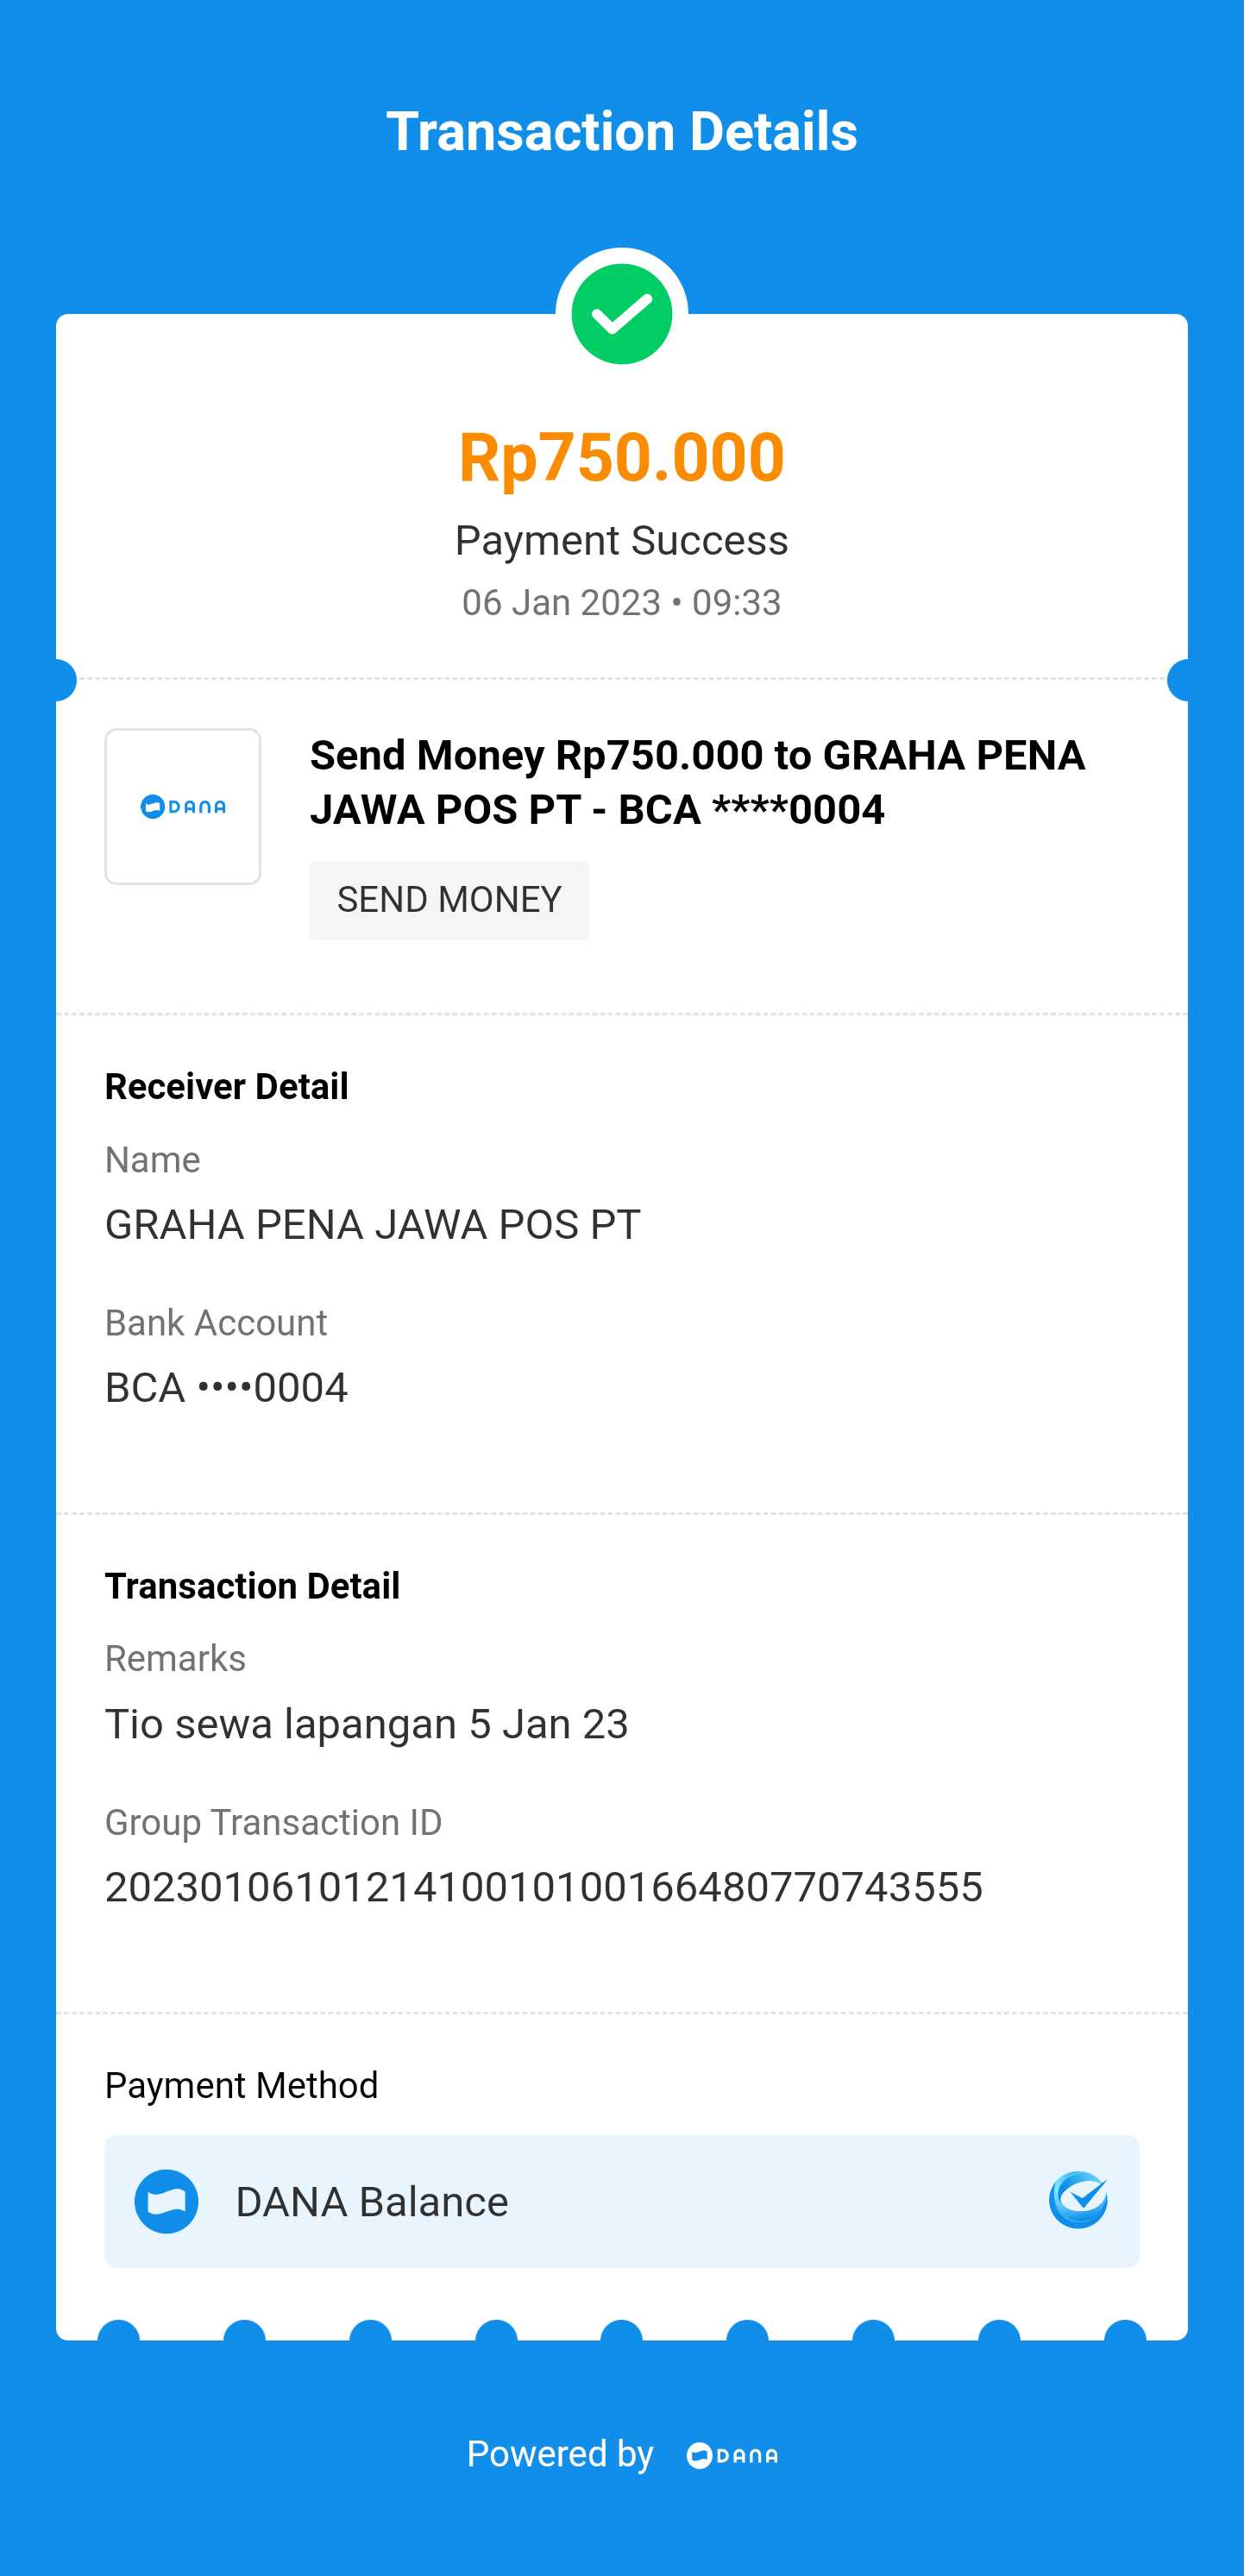 Transaction Details
Rp750.000
Payment Success
06 Jan 2023 • 09:33
DANA
Send Money Rp750.000 to GRAHA PENA
JAWA POS PT - BCA ****0004
SEND MONEY
Receiver Detail
Name
GRAHA PENA JAWA POS PT
Bank Account
BCA ••••0004
Transaction Detail
Remarks
Tio sewa lapangan 5 Jan 23
Group Transaction ID
2023010610121410010100166480770743555
Payment Method
DANA Balance
Powered by DANA